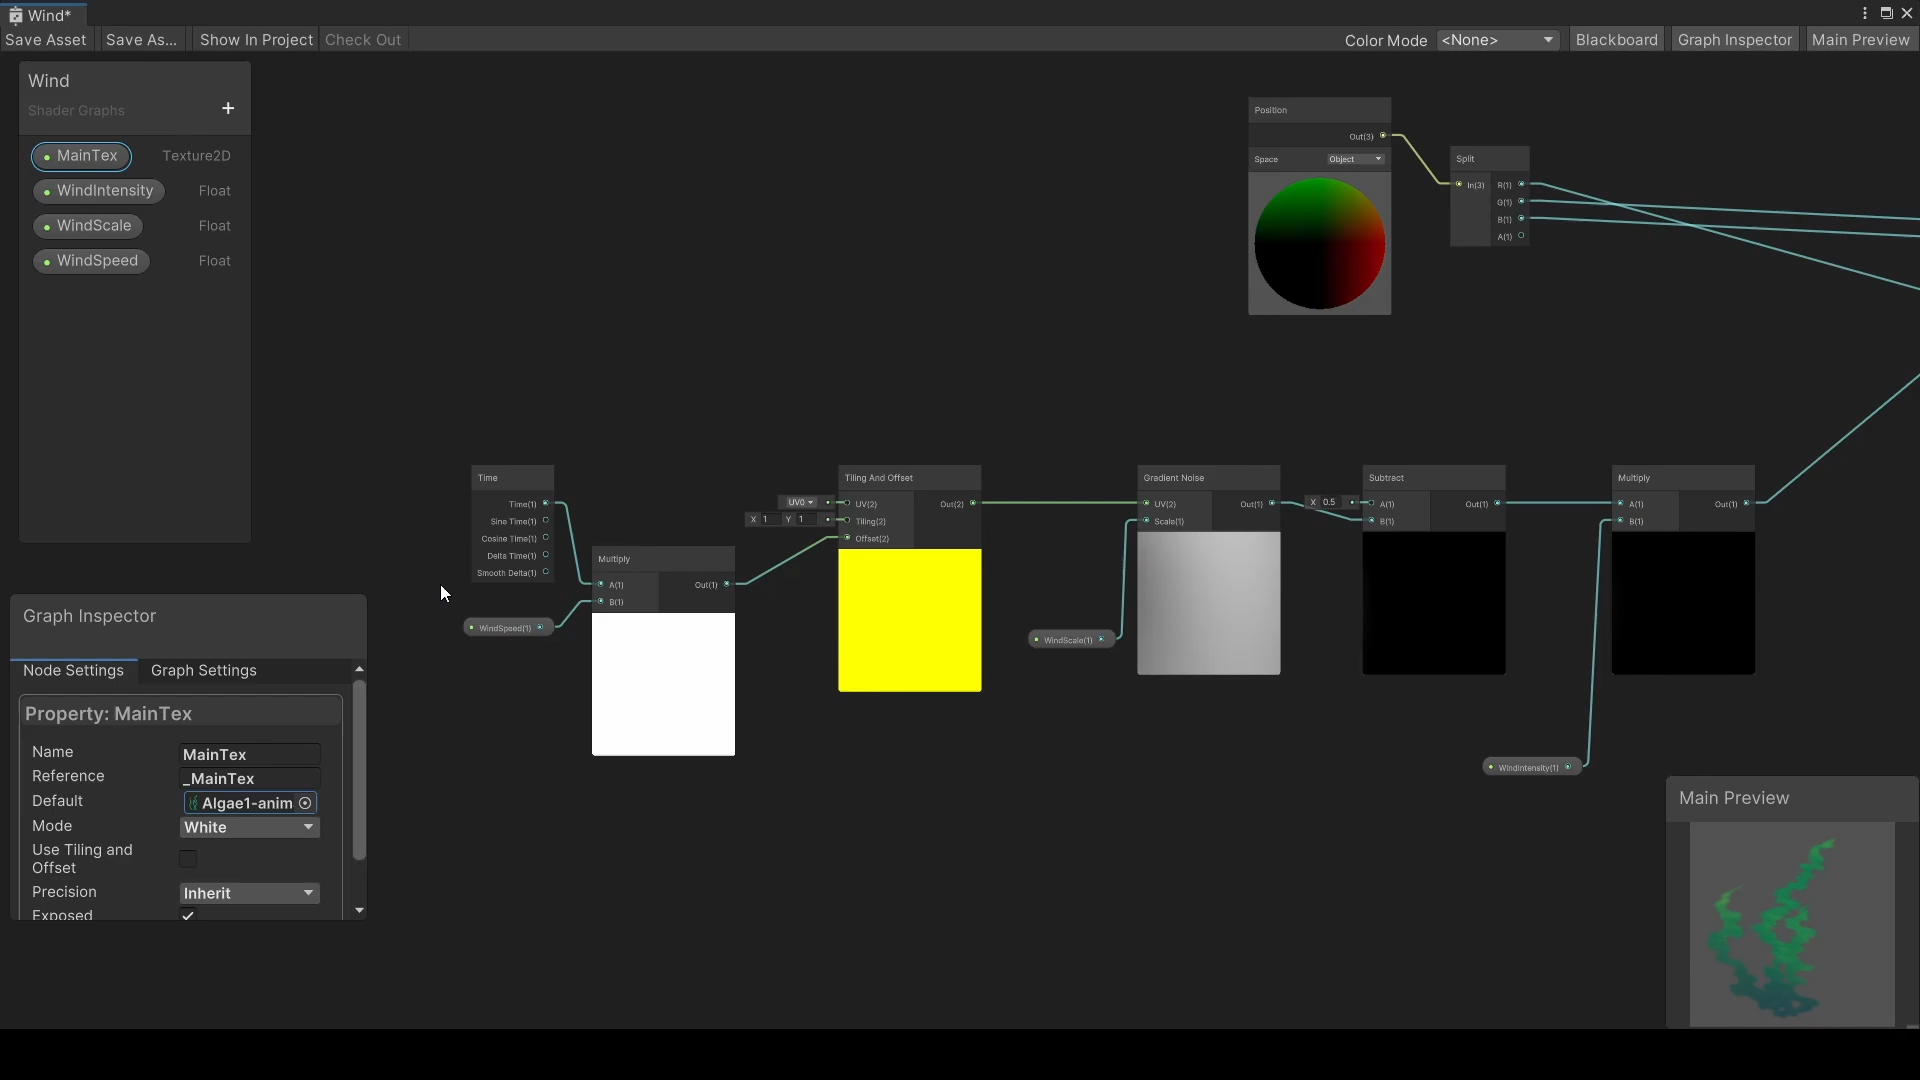 Wind*
Save Asset
Save As...
Show In Project
Check Out
Color Mode
<None>
Blackboard
Graph Inspector
Main Preview
Wind
Shader Graphs
+
MainTex Texture2D
WindIntensity Float
WindScale Float
WindSpeed Float
Position
Out(3)
Space Object
Split
In(3) R(1)
G(1)
B(1)
A(1)
Time
Time(1)
Sine Time(1)
Cosine Time(1)
Delta Time(1)
Smooth Delta(1)
WindSpeed(1)
Multiply
A(1) Out(1)
B(1)
Tiling And Offset
UV0 UV(2) Out(2)
X 1 Y 1 Tiling(2)
Offset(2)
Gradient Noise
UV(2) Out(1)
Scale(1)
WindScale(1)
Subtract
X 0.5 A(1) Out(1)
B(1)
Multiply
A(1) Out(1)
B(1)
WindIntensity(1)
Graph Inspector
Node Settings Graph Settings
Property: MainTex
Name MainTex
Reference _MainTex
Default Algae1-anim
Mode White
Use Tiling and
Offset
Precision Inherit
Exposed
Main Preview